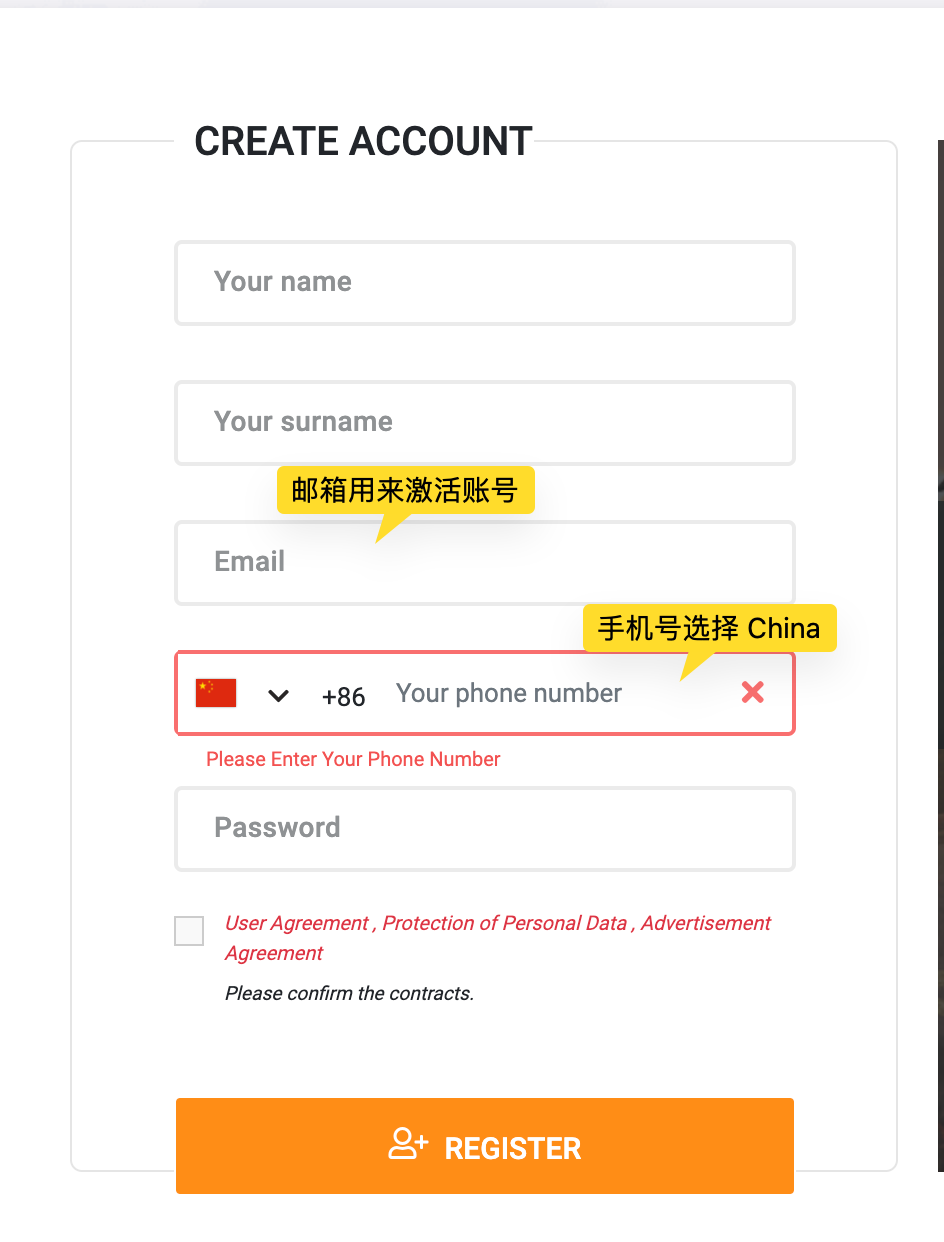 CREATE ACCOUNT
Your name
Your surname
邮箱用来激活账号
Email
手机号选择 China
+86 Your phone number
Please Enter Your Phone Number
Password
User Agreement , Protection of Personal Data , Advertisement
Agreement
Please confirm the contracts.
REGISTER